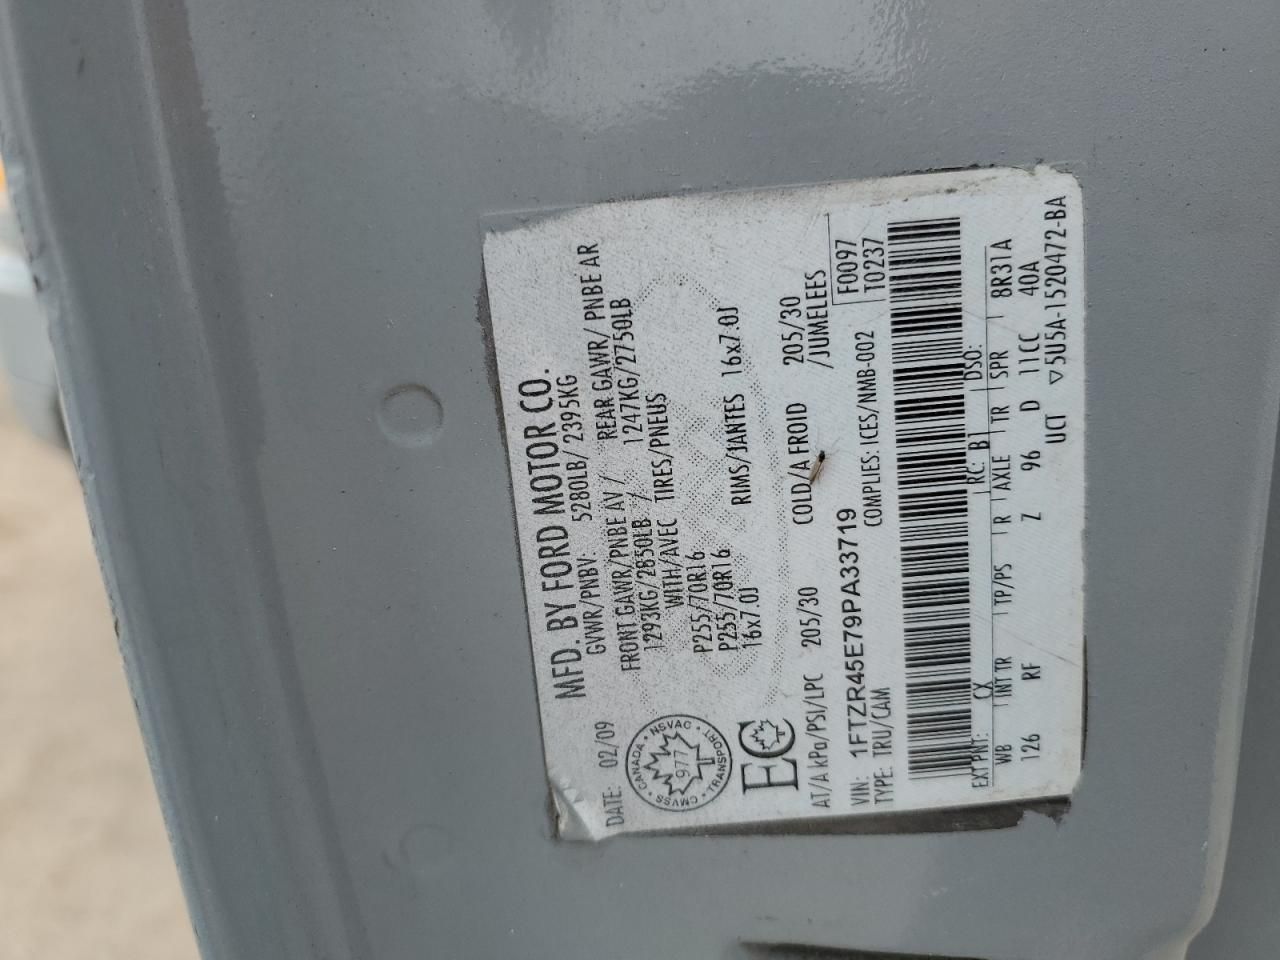 MFD. BY FORD MOTOR CO.
DATE: 02/09
GVWR/PNBV: 5280LB/ 2395KG
FRONT GAWR/PNBE AV / REAR GAWR/ PNBE AR
1293KG/2850LB / 1247KG/2750LB
WITH/AVEC TIRES/PNEUS
P255/70R16
P255/70R16 RIMS/JANTES 16x7.0J
16x7.0J
CANADA • NSVAC • TRANSPORT • CMVSS •
977
EC
COLD/A FROID 205/30
AT/A kPa/PSI/LPC 205/30 /JUMELEES
VIN: 1FTZR45E79PA33719
F0097
TYPE: TRU/CAM COMPLIES: ICES/NMB-002
T0237
EXT PNT: CX RC: B1 DSO:
WB INT TR TP/PS R AXLE TR SPR 8R31A
126 RF Z 96 D 11CC 40A
UCT ▽5U5A-1520472-BA